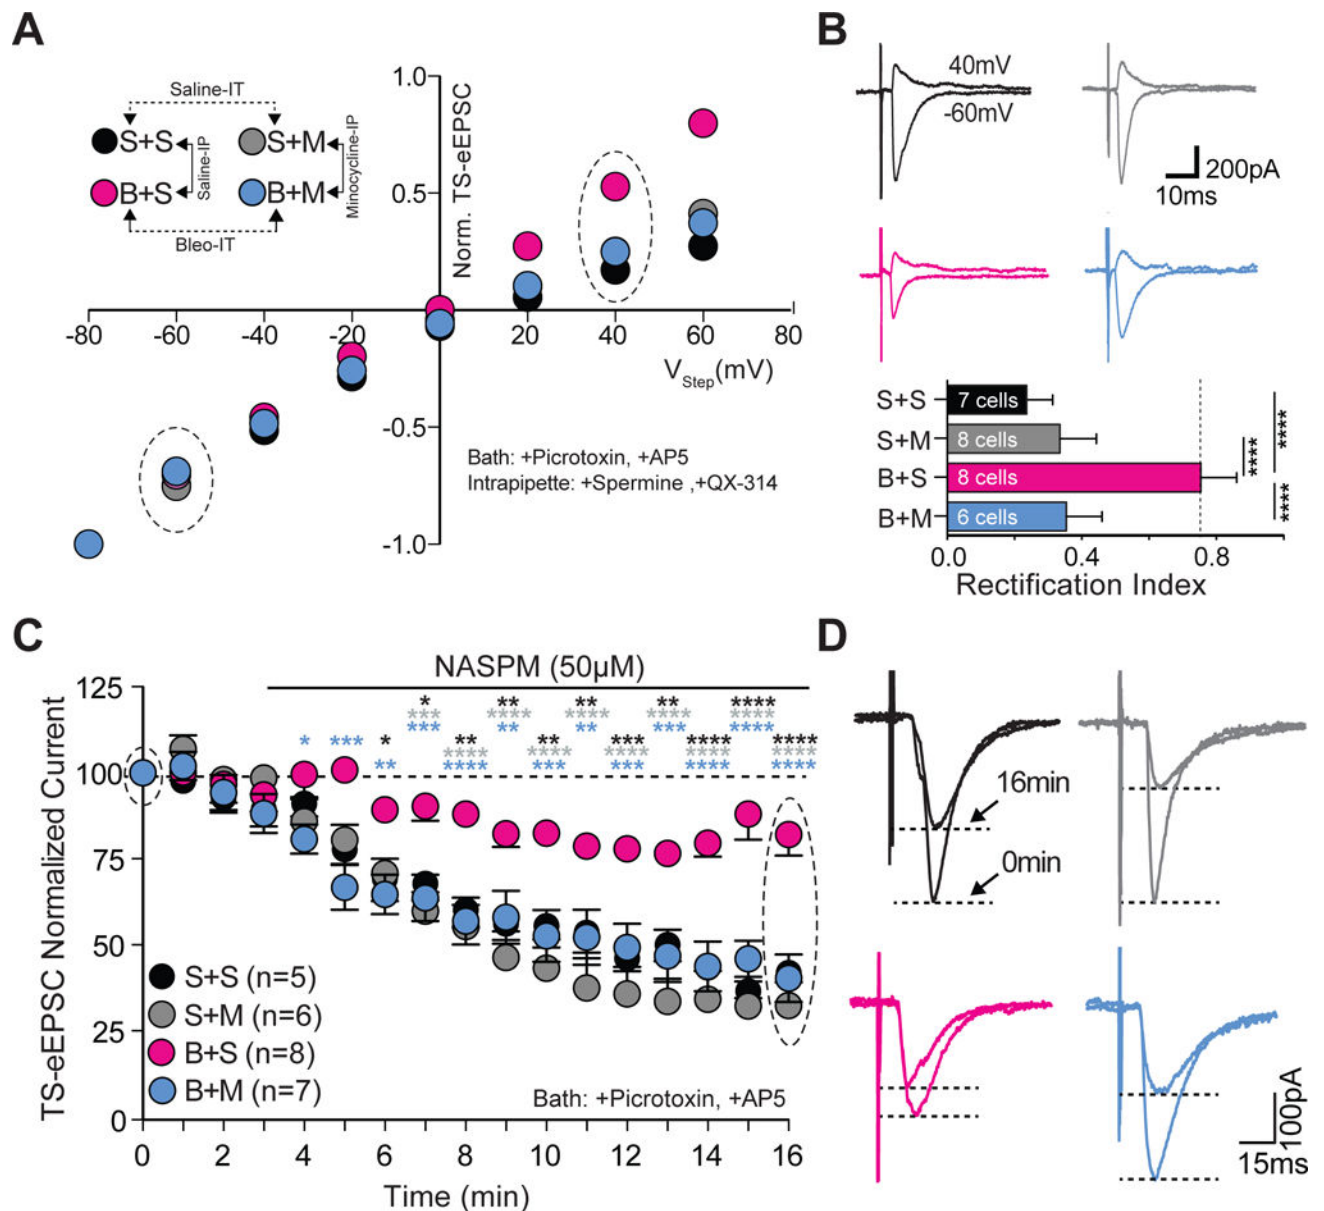 A
Saline-IT
S+S
S+M
Saline-IP
Minocycline-IP
B+S
B+M
Bleo-IT
Norm. TS-eEPSC
1.0
0.5
-0.5
-1.0
-80 -60 -40 -20 20 40 60 80
VStep(mV)
Bath: +Picrotoxin, +AP5
Intrapipette: +Spermine ,+QX-314
B
40mV
-60mV
200pA
10ms
S+S 7 cells
S+M 8 cells
B+S 8 cells
B+M 6 cells
****
****
****
0.0 0.4 0.8
Rectification Index
C
NASPM (50μM)
TS-eEPSC Normalized Current
125
100
75
50
25
0
* ** ** ** ****
*** **** **** *** ****
* *** * *** ** ** ** ** *** *** **** **** ****
** **** **** **** **** ****
**** *** *** **** ****
S+S (n=5)
S+M (n=6)
B+S (n=8)
B+M (n=7)
Bath: +Picrotoxin, +AP5
0 2 4 6 8 10 12 14 16
Time (min)
D
16min
0min
100pA
15ms